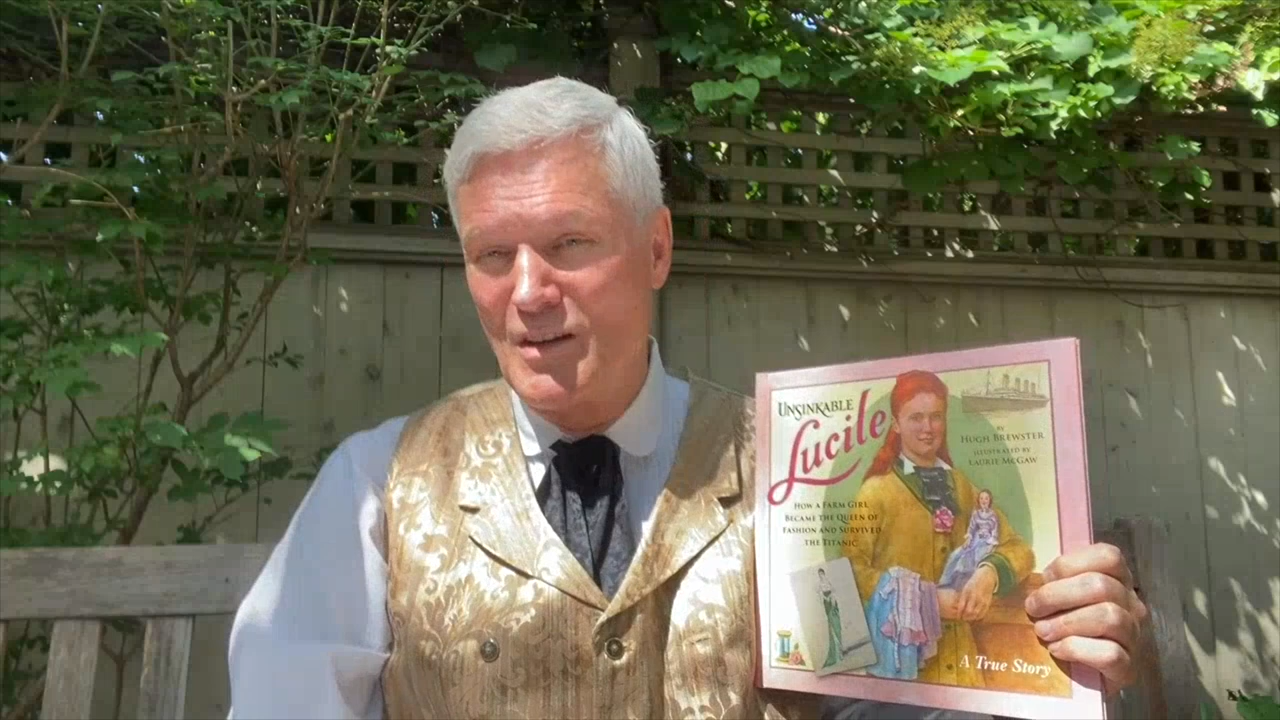 UNSINKABLE
Lucile
BY
HUGH BREWSTER
ILLUSTRATED BY
LAURIE MCGAW
HOW A FARM GIRL
BECAME THE QUEEN OF
FASHION AND SURVIVED
THE TITANIC
A True Story